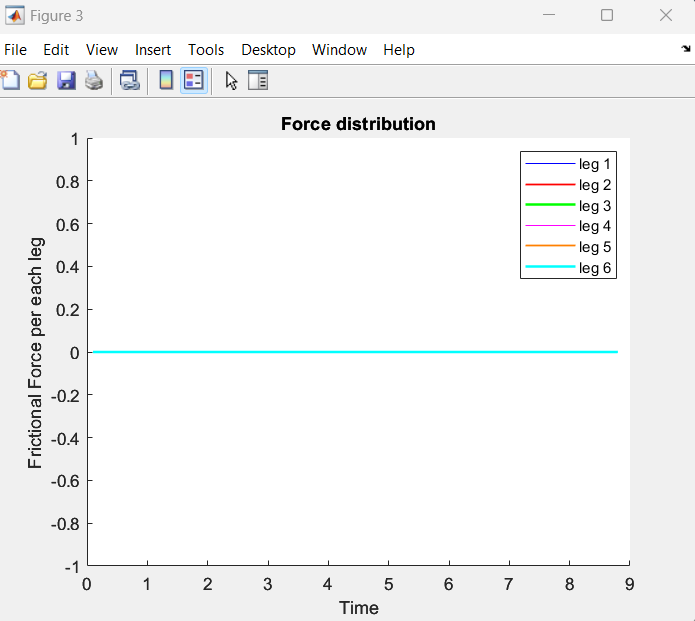 Figure 3
File Edit View Insert Tools Desktop Window Help
Force distribution
1
0.8
0.6
0.4
0.2
0
-0.2
-0.4
-0.6
-0.8
-1
Frictional Force per each leg
leg 1
leg 2
leg 3
leg 4
leg 5
leg 6
0 1 2 3 4 5 6 7 8 9
Time